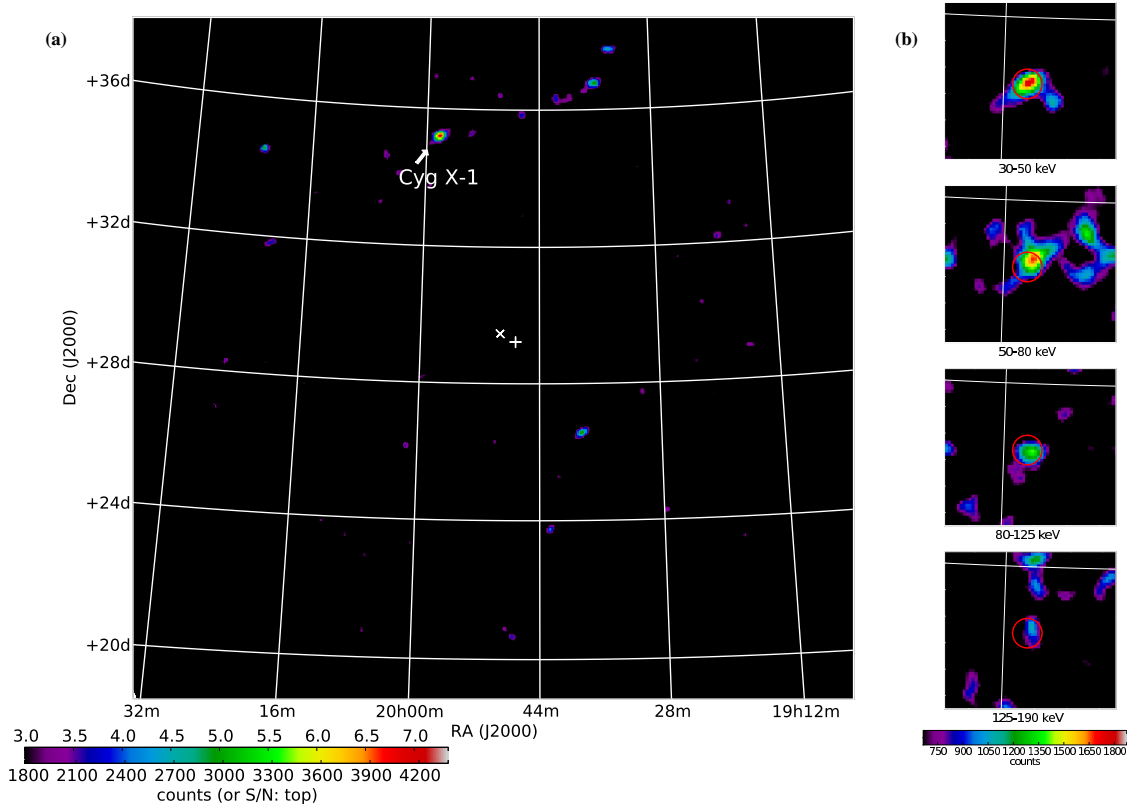 (a)
(b)
+36d
Cyg X-1
+32d
+28d
+24d
+20d
Dec (J2000)
32m 16m 20h00m 44m 28m 19h12m
RA (J2000)
3.0 3.5 4.0 4.5 5.0 5.5 6.0 6.5 7.0
1800 2100 2400 2700 3000 3300 3600 3900 4200
counts (or S/N: top)
30-50 keV
50-80 keV
80-125 keV
125-190 keV
750 900 1050 1200 1350 1500 1650 1800
counts